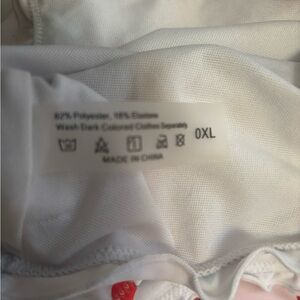 82% Polyester, 18% Elastane
Wash Dark Colored Clothes Separately
0XL
MADE IN CHINA